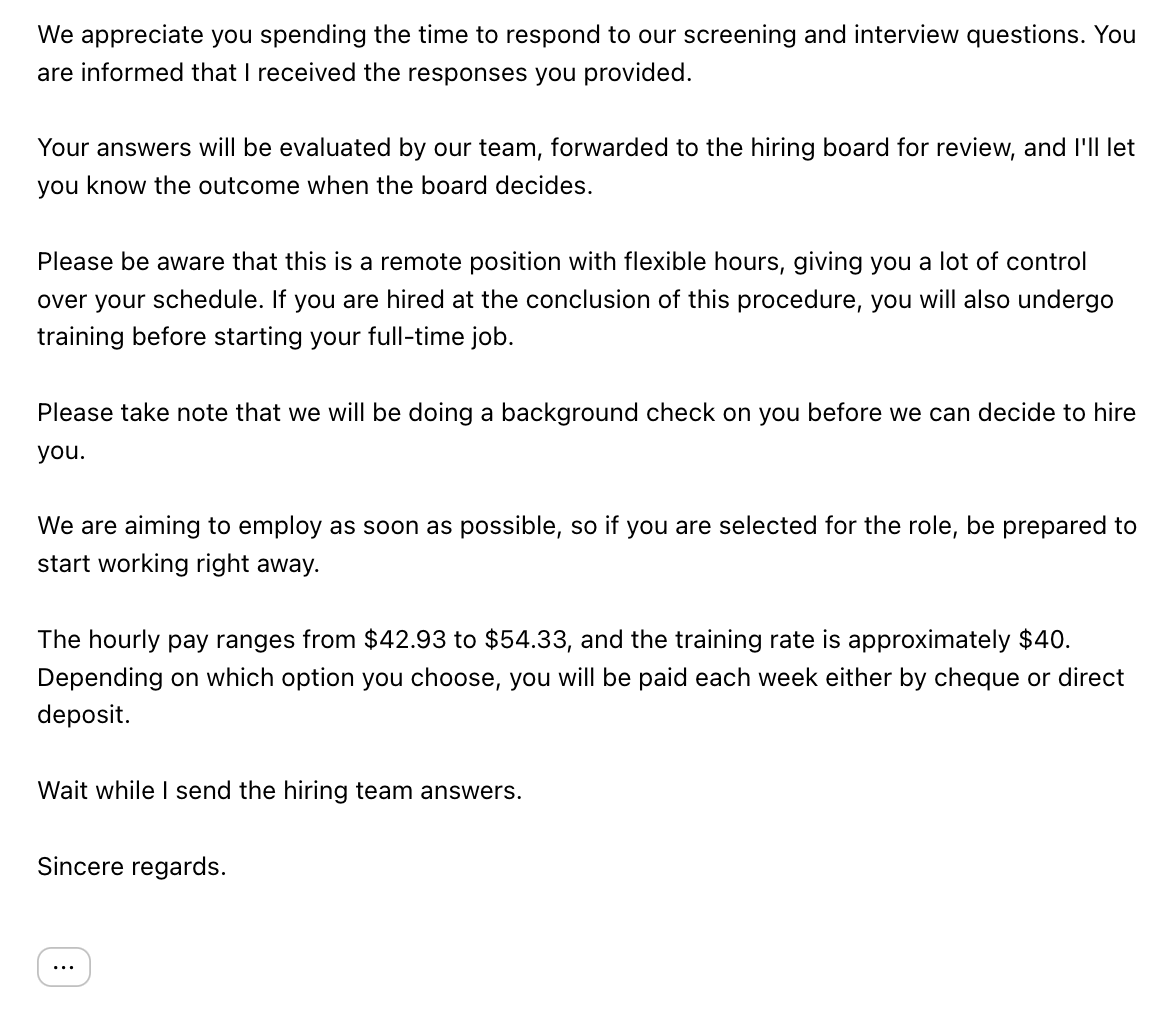 We appreciate you spending the time to respond to our screening and interview questions. You
are informed that I received the responses you provided.
Your answers will be evaluated by our team, forwarded to the hiring board for review, and I'll let
you know the outcome when the board decides.
Please be aware that this is a remote position with flexible hours, giving you a lot of control
over your schedule. If you are hired at the conclusion of this procedure, you will also undergo
training before starting your full-time job.
Please take note that we will be doing a background check on you before we can decide to hire
you.
We are aiming to employ as soon as possible, so if you are selected for the role, be prepared to
start working right away.
The hourly pay ranges from $42.93 to $54.33, and the training rate is approximately $40.
Depending on which option you choose, you will be paid each week either by cheque or direct
deposit.
Wait while I send the hiring team answers.
Sincere regards.
...